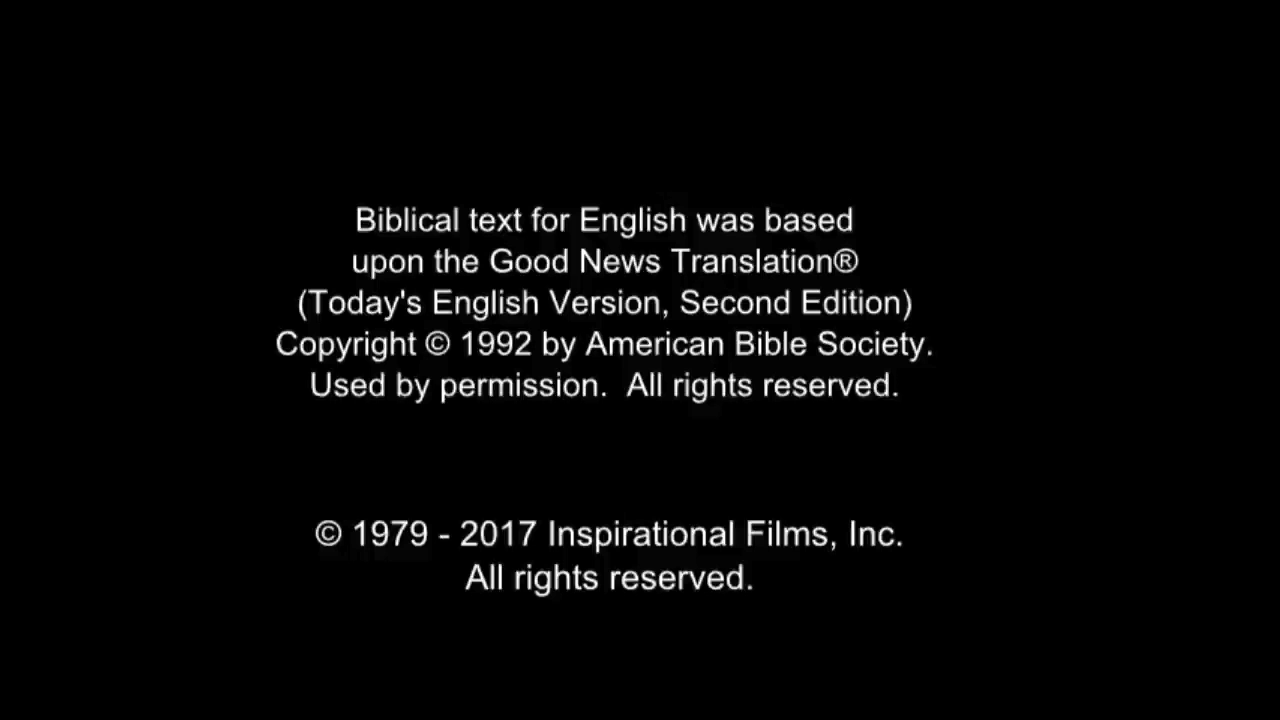 Biblical text for English was based
upon the Good News Translation®
(Today's English Version, Second Edition)
Copyright © 1992 by American Bible Society.
Used by permission.  All rights reserved.
© 1979 - 2017 Inspirational Films, Inc.
All rights reserved.